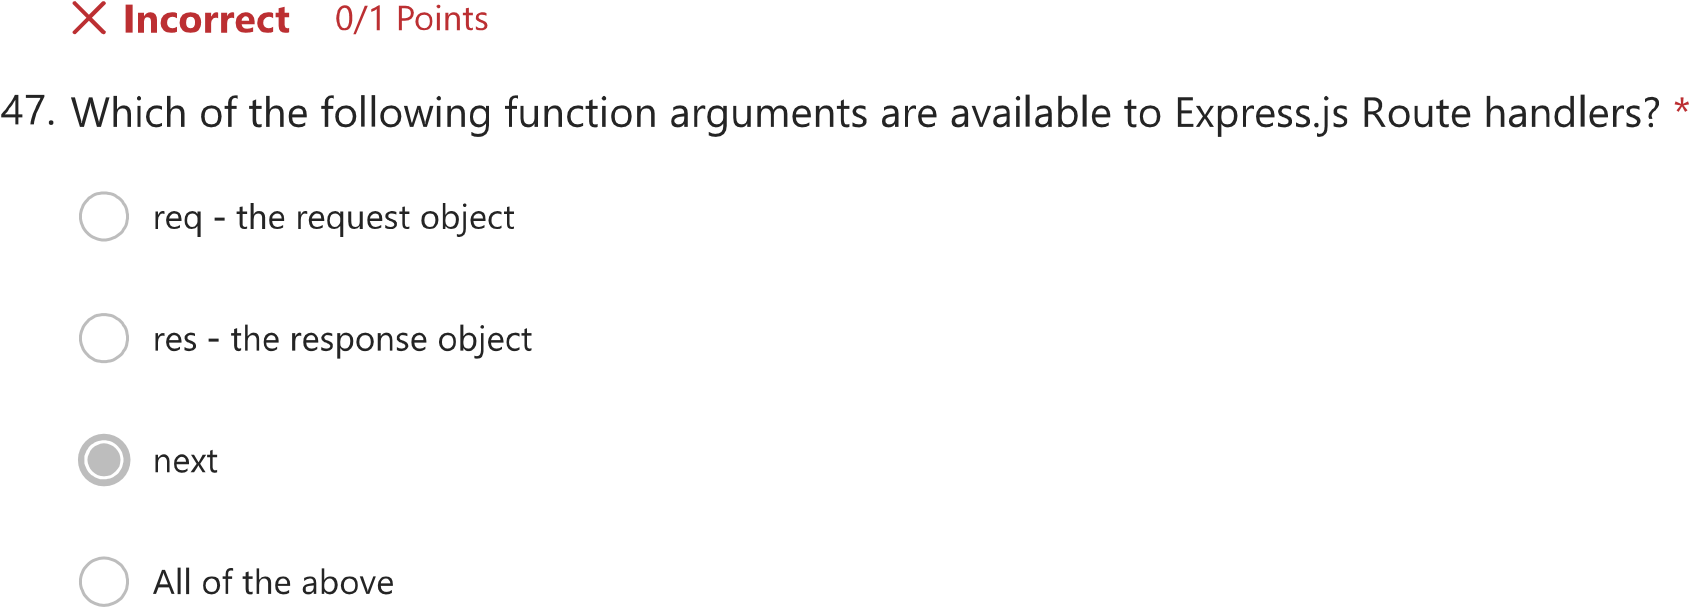 Incorrect 0/1 Points
47. Which of the following function arguments are available to Express.js Route handlers? *
req - the request object
res - the response object
next
All of the above